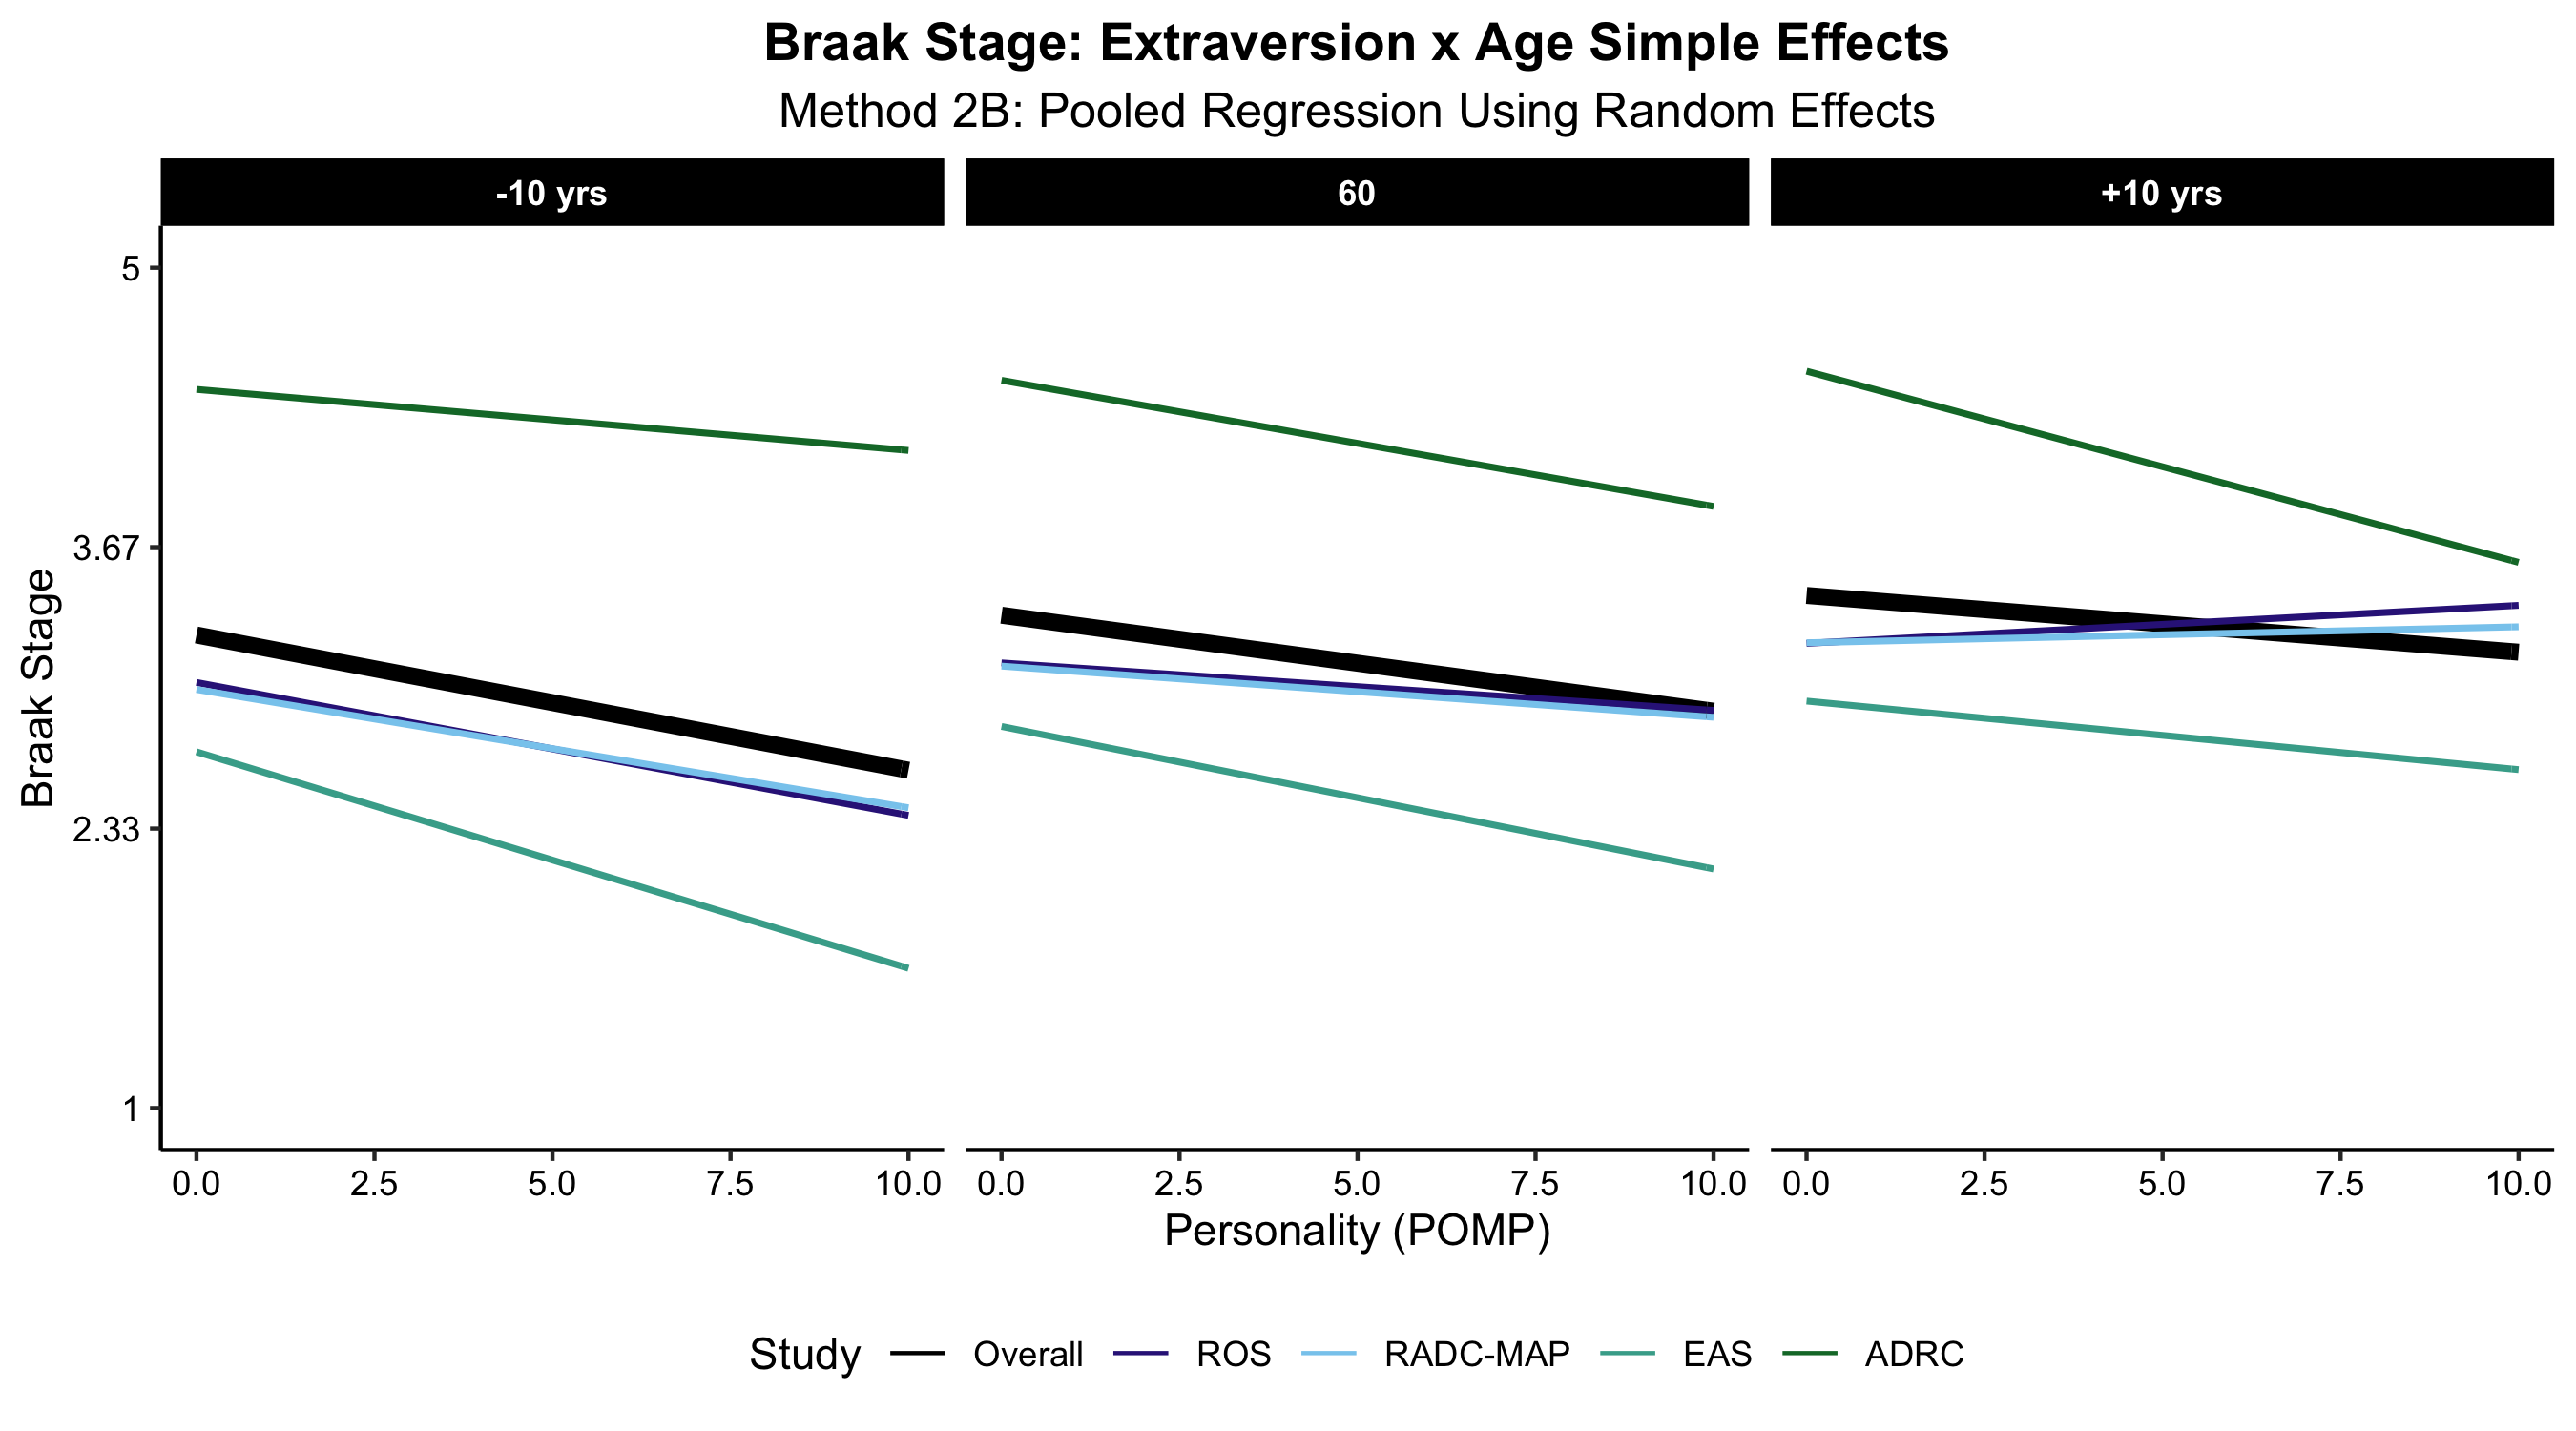 Braak Stage: Extraversion x Age Simple Effects
Method 2B: Pooled Regression Using Random Effects
-10 yrs
60
+10 yrs
Braak Stage
5
3.67
2.33
1
0.0 2.5 5.0 7.5 10.0
0.0 2.5 5.0 7.5 10.0
0.0 2.5 5.0 7.5 10.0
Personality (POMP)
Study Overall ROS RADC-MAP EAS ADRC